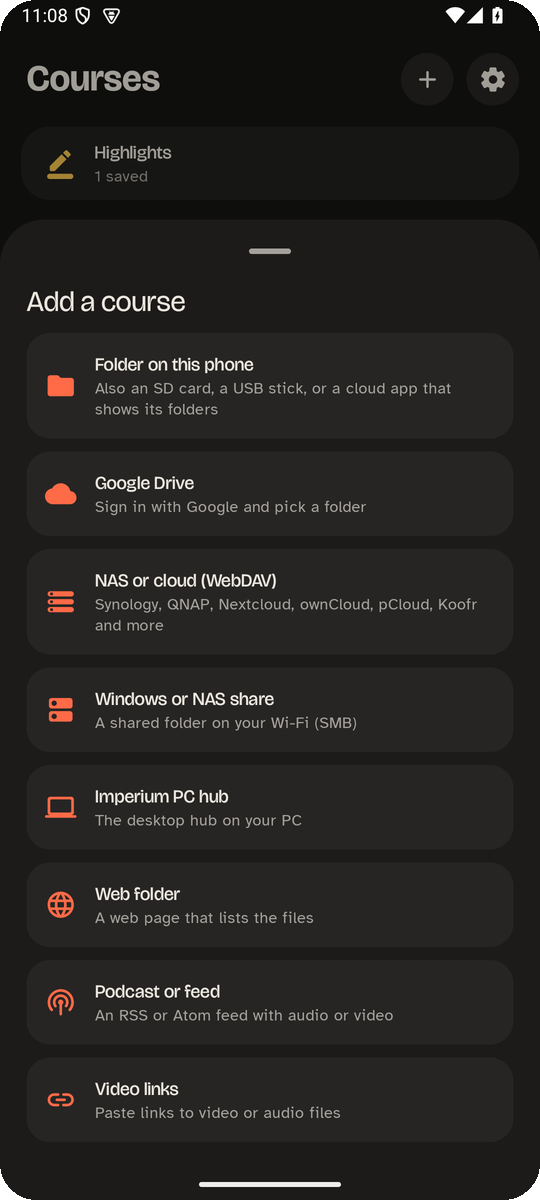 11:08
Courses
Highlights
1 saved
Add a course
Folder on this phone
Also an SD card, a USB stick, or a cloud app that
shows its folders
Google Drive
Sign in with Google and pick a folder
NAS or cloud (WebDAV)
Synology, QNAP, Nextcloud, ownCloud, pCloud, Koofr
and more
Windows or NAS share
A shared folder on your Wi-Fi (SMB)
Imperium PC hub
The desktop hub on your PC
Web folder
A web page that lists the files
Podcast or feed
An RSS or Atom feed with audio or video
Video links
Paste links to video or audio files